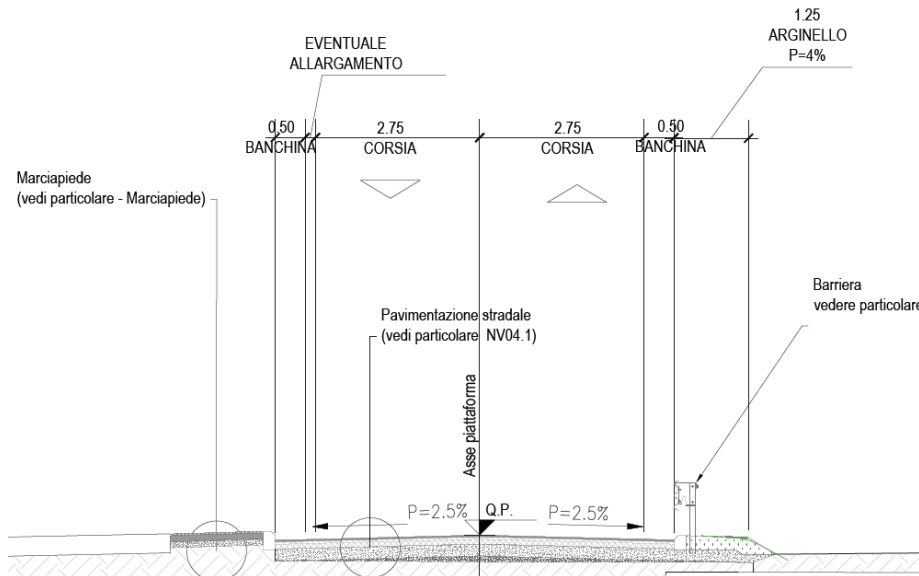 1.25
ARGINELLO
P=4%
EVENTUALE
ALLARGAMENTO
0.50
BANCHINA
2.75
CORSIA
2.75
CORSIA
0.50
BANCHINA
Marciapiede
(vedi particolare - Marciapiede)
Barriera
vedere particolare
Pavimentazione stradale
(vedi particolare NV04.1)
Asse piattaforma
P=2.5%
Q.P.
P=2.5%